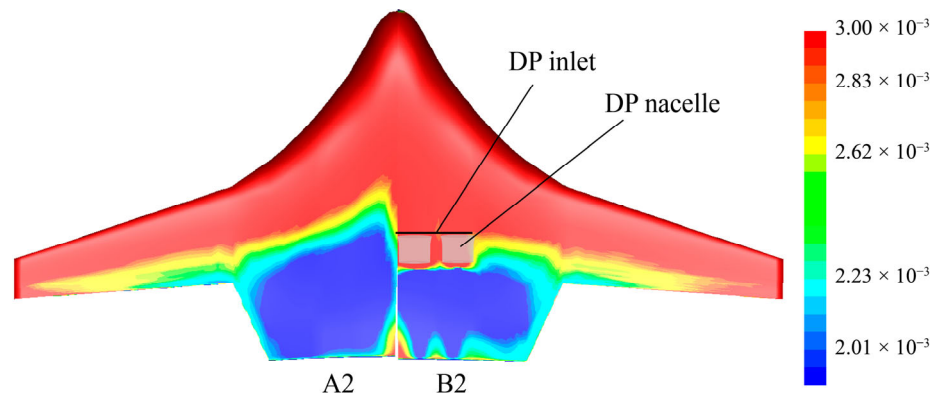 3.00 × 10⁻³
DP inlet
2.83 × 10⁻³
DP nacelle
2.62 × 10⁻³
2.23 × 10⁻³
2.01 × 10⁻³
A2
B2